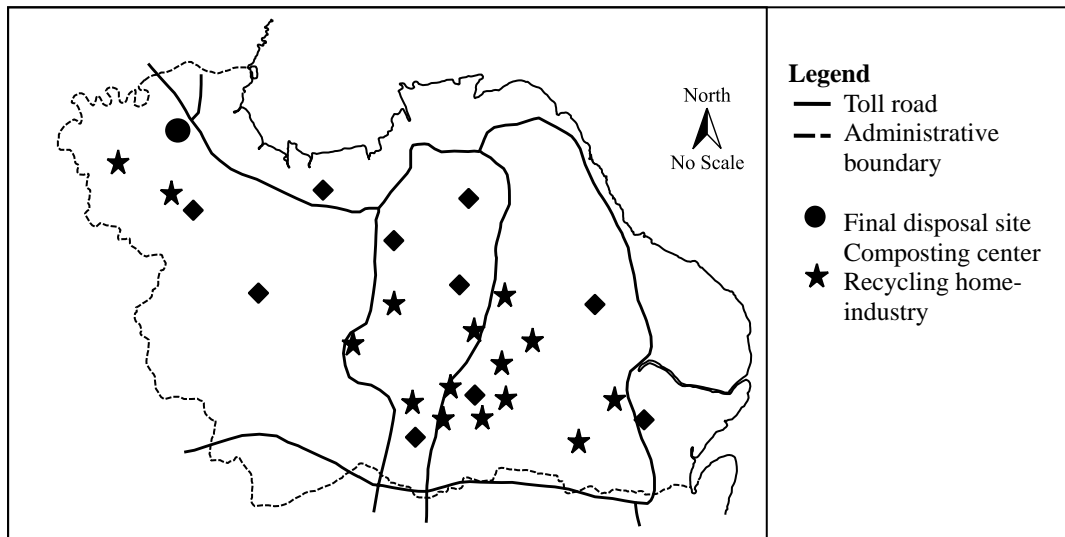 North
No Scale
Legend
Toll road
Administrative
boundary
Final disposal site
Composting center
Recycling home-
industry